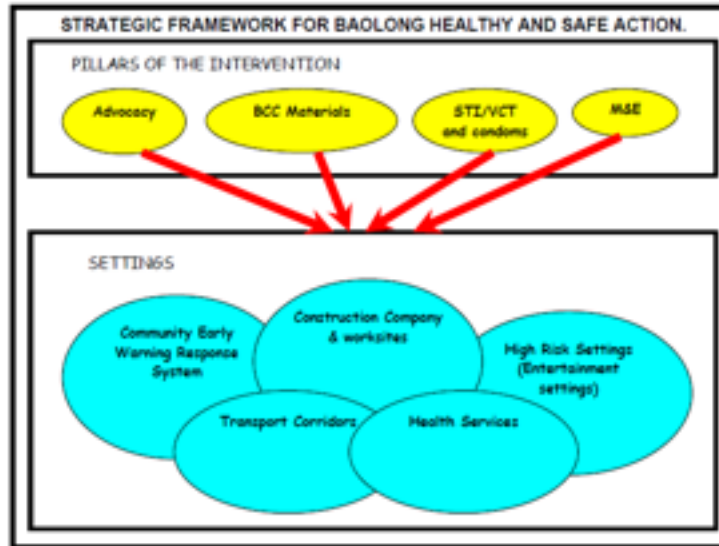 STRATEGIC FRAMEWORK FOR BAOLONG HEALTHY AND SAFE ACTION.
PILLARS OF THE INTERVENTION
Advocacy
BCC Materials
STI/VCT
and condoms
M&E
SETTINGS
Community Early
Warning Response
System
Construction Company
& worksites
High Risk Settings
(Entertainment
settings)
Transport Corridors
Health Services